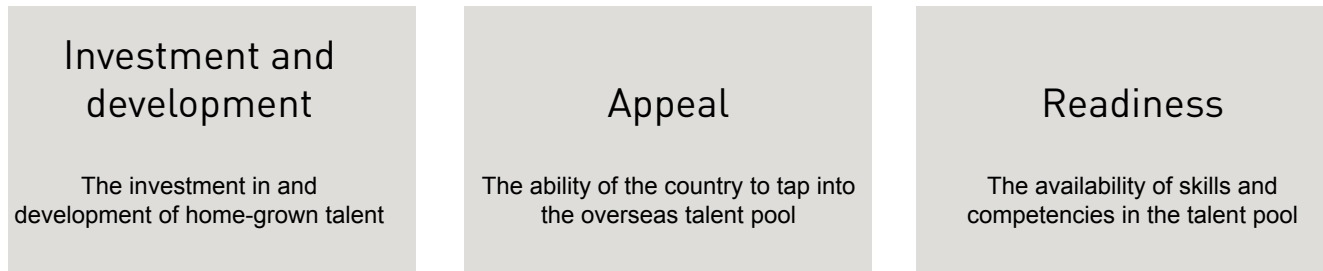 Investment and
development
The investment in and
development of home-grown talent
Appeal
The ability of the country to tap into
the overseas talent pool
Readiness
The availability of skills and
competencies in the talent pool